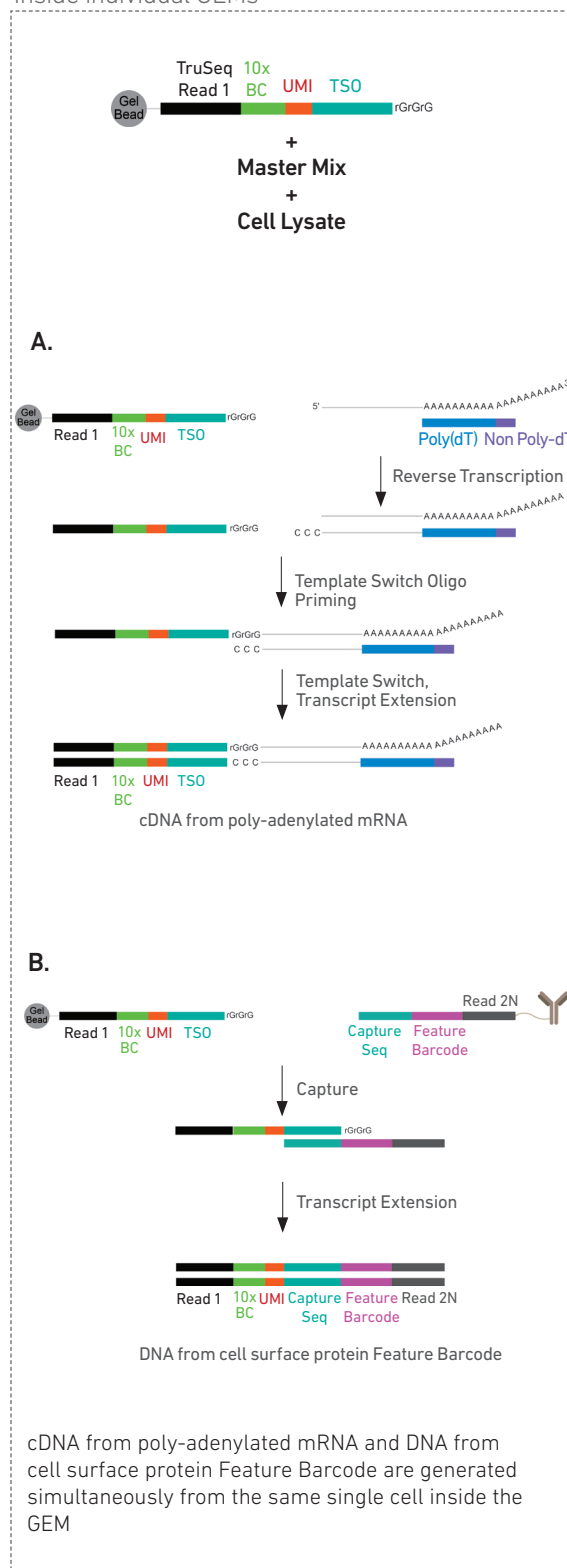 inside individual GEMs
TruSeq 10x
Read 1 BC UMI TSO
Gel
Bead
rGrGrG
+
Master Mix
+
Cell Lysate
A.
Gel
Bead
rGrGrG
Read 1 10x UMI TSO
BC
5'
AAAAAAAAAA
AAAAAAAAAA
Poly(dT) Non Poly-dT
Reverse Transcription
rGrGrG
AAAAAAAAAA
C C C
Template Switch Oligo
Priming
rGrGrG
AAAAAAAAAA
AAAAAAAAAA
C C C
Template Switch,
Transcript Extension
rGrGrG
AAAAAAAAAA
AAAAAAAAAA
C C C
Read 1 10x UMI TSO
BC
cDNA from poly-adenylated mRNA
B.
Gel
Bead
rGrGrG
Read 1 10x UMI TSO
BC
Read 2N
Capture Feature
Seq Barcode
Capture
rGrGrG
Transcript Extension
Read 1 10x UMI Capture Feature Read 2N
BC Seq Barcode
DNA from cell surface protein Feature Barcode
cDNA from poly-adenylated mRNA and DNA from
cell surface protein Feature Barcode are generated
simultaneously from the same single cell inside the
GEM